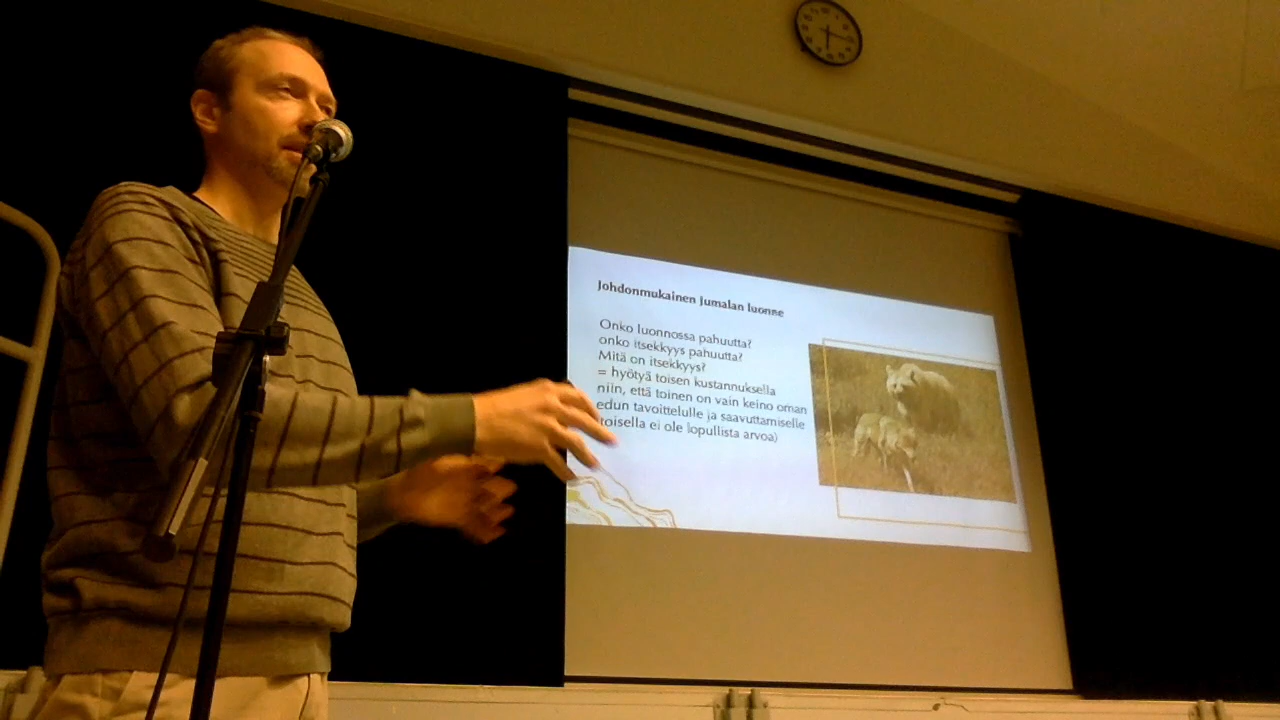 Johdonmukainen Jumalan luonne
Onko luonnossa pahuutta?
onko itsekkyys pahuutta?
Mitä on itsekkyys?
= hyötyä toisen kustannuksella
niin, että toinen on vain keino oman
edun tavoittelulle ja saavuttamiselle
(toisella ei ole lopullista arvoa)